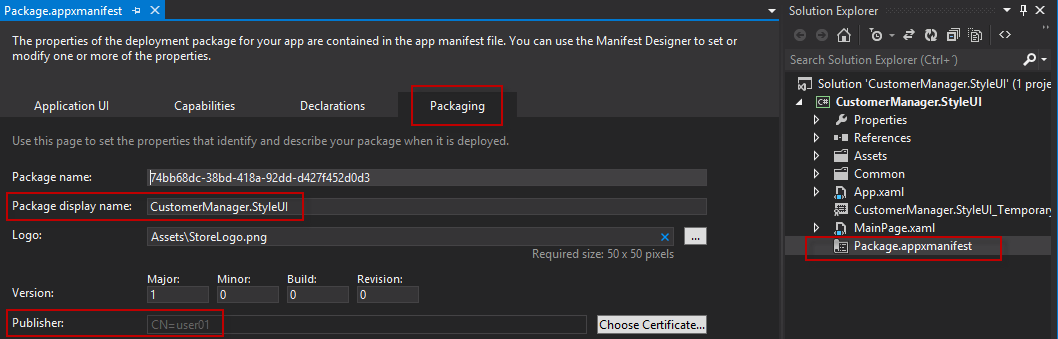 Package.appxmanifest
Solution Explorer
The properties of the deployment package for your app are contained in the app manifest file. You can use the Manifest Designer to set or
modify one or more of the properties.
Search Solution Explorer (Ctrl+´)
Application UI Capabilities Declarations Packaging
Use this page to set the properties that identify and describe your package when it is deployed.
Package name: 74bb68dc-38bd-418a-92dd-d427f452d0d3
Package display name: CustomerManager.StyleUI
Logo: Assets\StoreLogo.png ...
Required size: 50 x 50 pixels
Major: Minor: Build: Revision:
Version: 1 0 0 0
Publisher: CN=user01 Choose Certificate...
Solution 'CustomerManager.StyleUI' (1 proje
C# CustomerManager.StyleUI
Properties
References
Assets
Common
App.xaml
CustomerManager.StyleUI_Temporary
MainPage.xaml
Package.appxmanifest